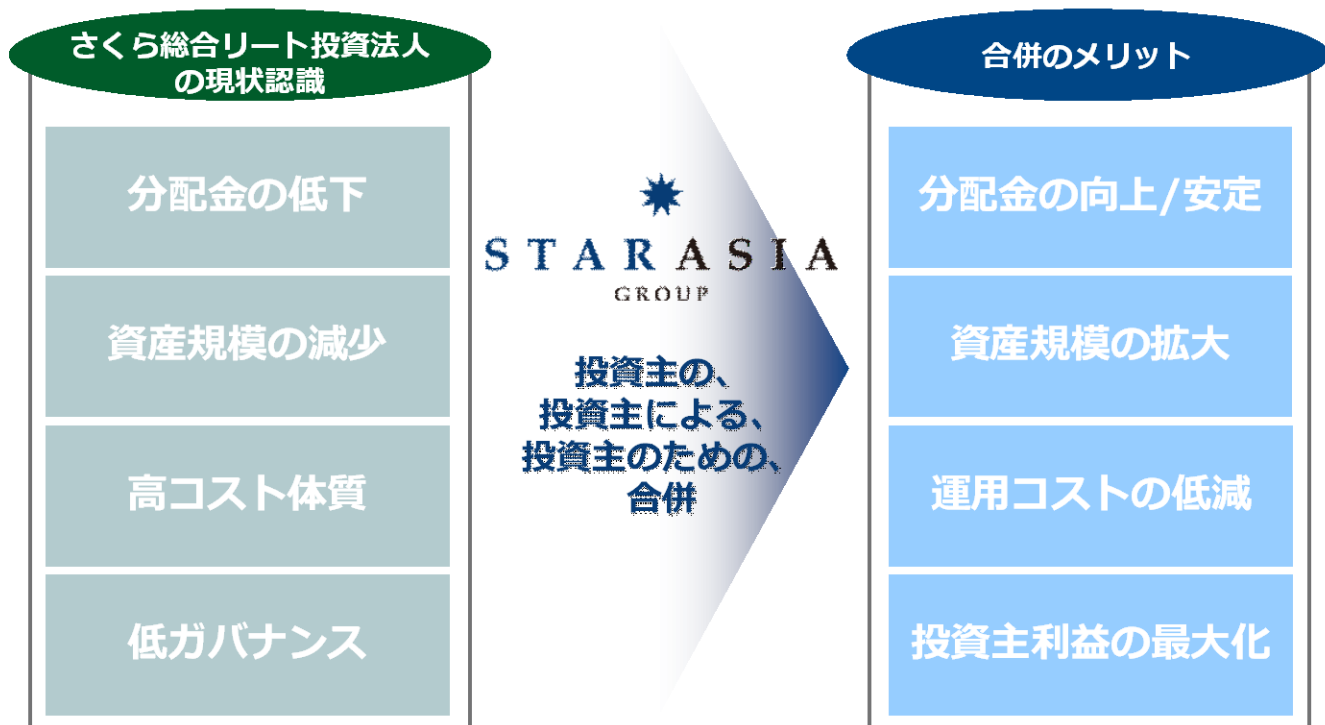 さくら総合リート投資法人
の現状認識
分配金の低下
資産規模の減少
高コスト体質
低ガバナンス
STARASIA
GROUP
投資主の、
投資主による、
投資主のための、
合併
合併のメリット
分配金の向上/安定
資産規模の拡大
運用コストの低減
投資主利益の最大化